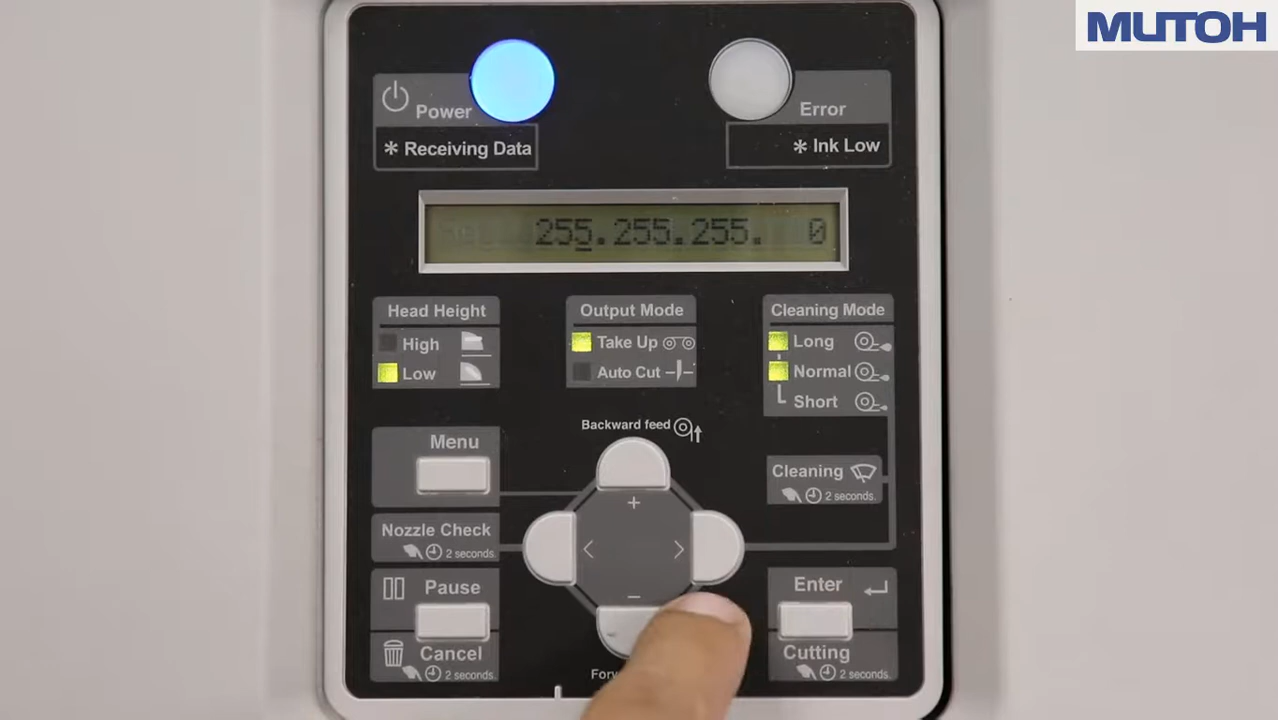 MUTOH
Power
Error
* Receiving Data
* Ink Low
255.255.255. 0
Head Height
High
Low
Output Mode
Take Up
Auto Cut
Cleaning Mode
Long
Normal
Short
Backward feed
Menu
+
Cleaning
2 seconds.
Nozzle Check
2 seconds.
< >
−
Pause
Enter
Cancel
2 seconds.
Cutting
2 seconds.